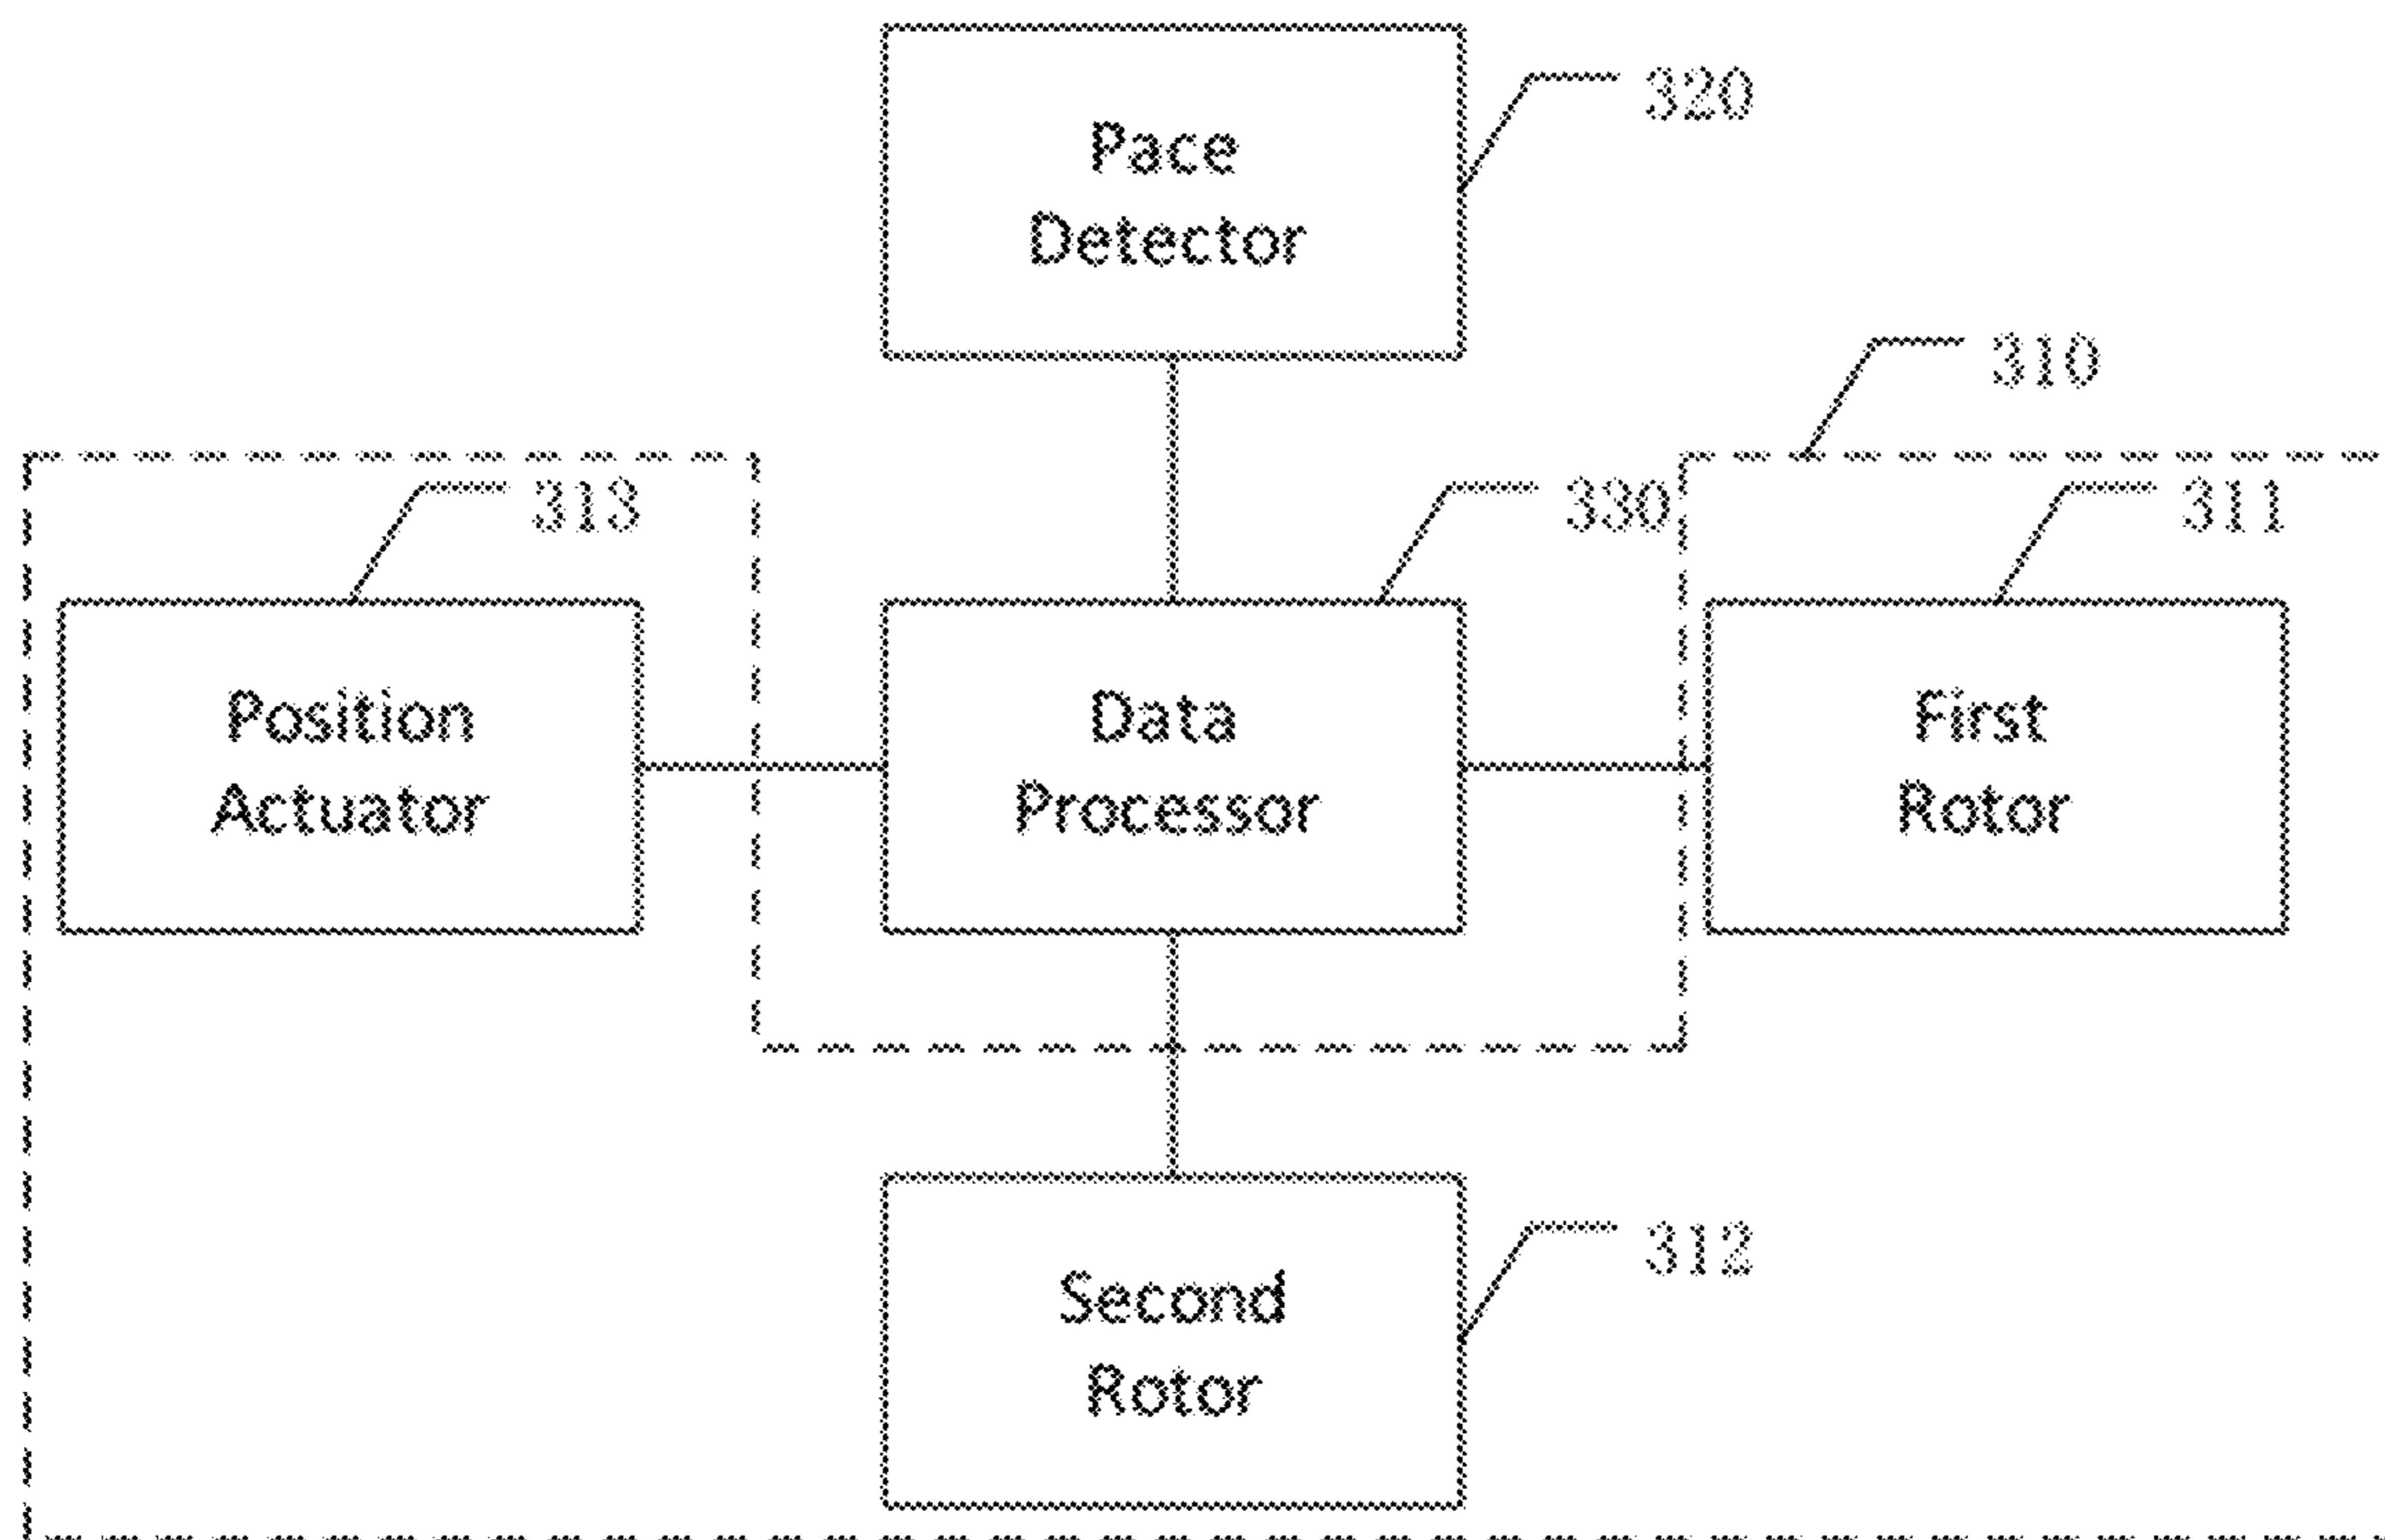 Pace
Detector
320
310
313
330
311
Position
Actuator
Data
Processor
First
Rotor
Second
Rotor
312